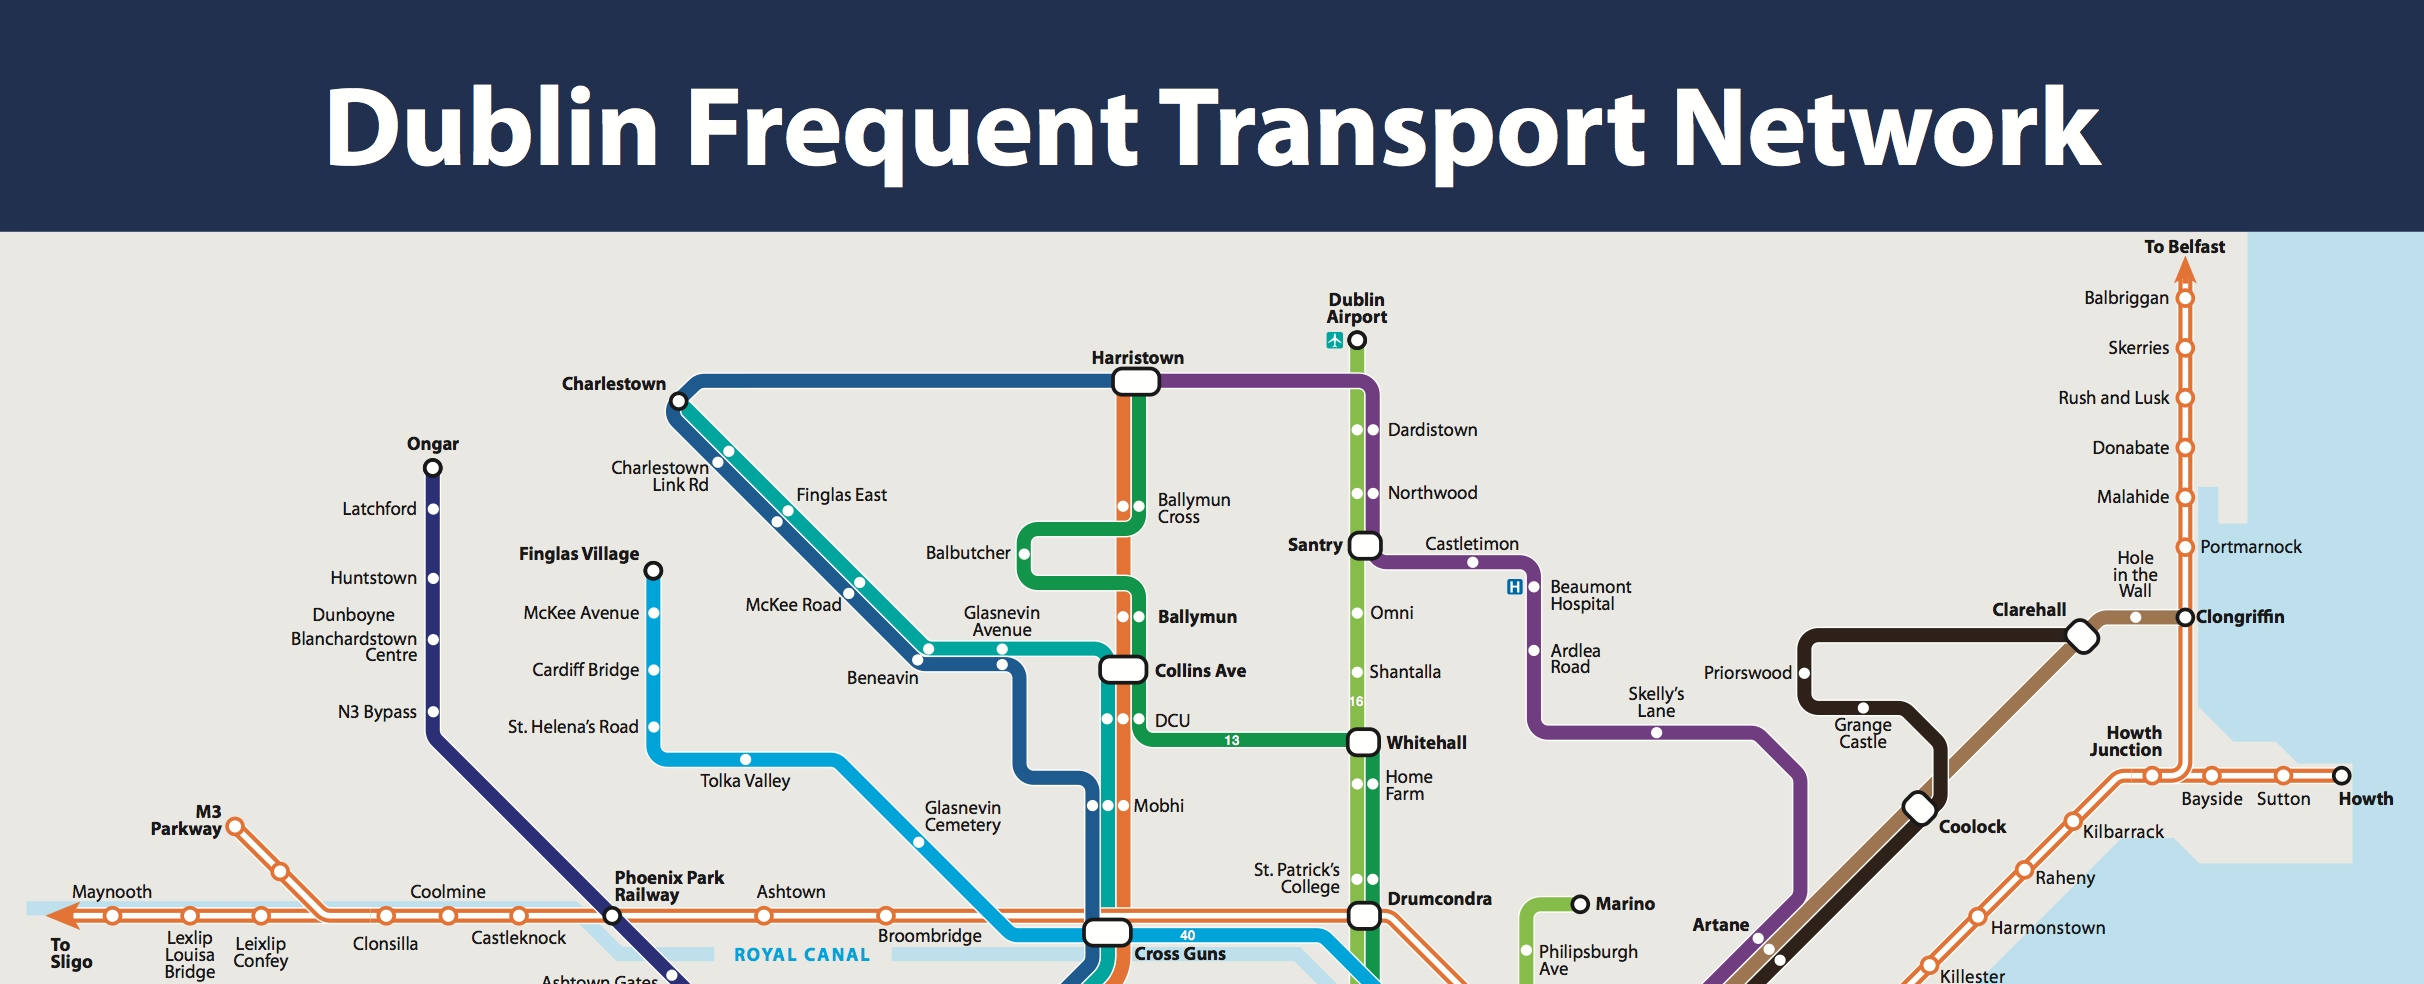 Dublin Frequent Transport Network
To Belfast
Balbriggan
Skerries
Rush and Lusk
Donabate
Malahide
Portmarnock
Hole
in the
Wall
Clarehall
Clongriffin
Howth
Junction
Bayside
Sutton
Howth
Kilbarrack
Raheny
Harmonstown
Killester
Dublin
Airport
Harristown
Charlestown
Charlestown
Link Rd
Finglas East
McKee Road
Glasnevin
Avenue
Beneavin
Ballymun
Cross
Balbutcher
Ballymun
Collins Ave
DCU
13
Mobhi
Dardistown
Northwood
Santry
Castletimon
H
Beaumont
Hospital
Ardlea
Road
Skelly's
Lane
Omni
Shantalla
16
Whitehall
Home
Farm
St. Patrick's
College
Drumcondra
Priorswood
Grange
Castle
Coolock
Artane
Marino
Philipsburgh
Ave
Ongar
Latchford
Huntstown
Dunboyne
Blanchardstown
Centre
N3 Bypass
Finglas Village
McKee Avenue
Cardiff Bridge
St. Helena's Road
Tolka Valley
Glasnevin
Cemetery
M3
Parkway
Maynooth
Coolmine
Phoenix Park
Railway
Ashtown
To
Sligo
Lexlip
Louisa
Bridge
Leixlip
Confey
Clonsilla
Castleknock
Broombridge
ROYAL CANAL
40
Cross Guns
Ashtown Gates